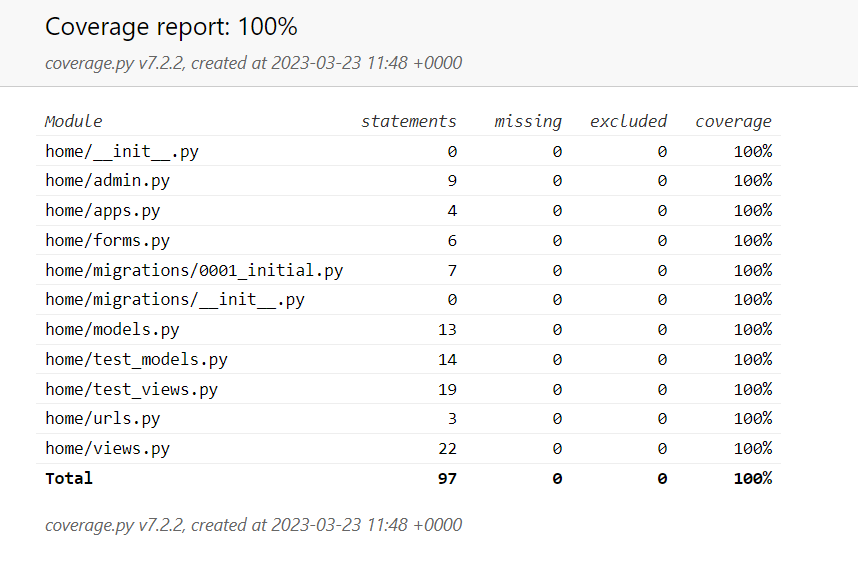 Coverage report: 100%
coverage.py v7.2.2, created at 2023-03-23 11:48 +0000
Module statements missing excluded coverage
home/__init__.py 0 0 0 100%
home/admin.py 9 0 0 100%
home/apps.py 4 0 0 100%
home/forms.py 6 0 0 100%
home/migrations/0001_initial.py 7 0 0 100%
home/migrations/__init__.py 0 0 0 100%
home/models.py 13 0 0 100%
home/test_models.py 14 0 0 100%
home/test_views.py 19 0 0 100%
home/urls.py 3 0 0 100%
home/views.py 22 0 0 100%
Total 97 0 0 100%
coverage.py v7.2.2, created at 2023-03-23 11:48 +0000